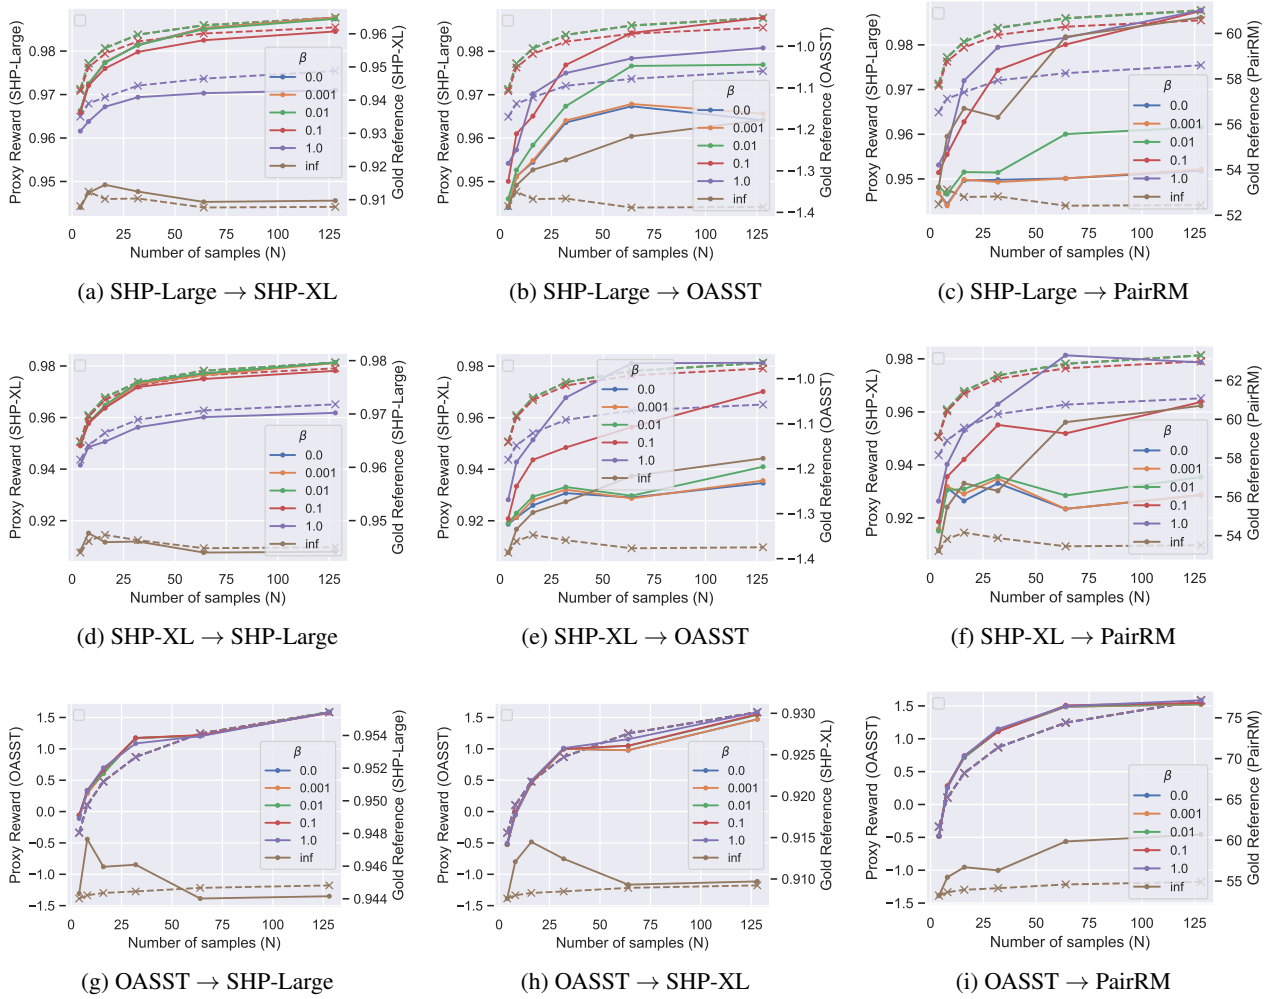 Proxy Reward (SHP-Large)
0.98
0.97
0.96
0.95
0 25 50 75 100 125
Number of samples (N)
0.96
0.95
0.94
0.93
0.92
0.91
Gold Reference (SHP-XL)
β
0.0
0.001
0.01
0.1
1.0
inf
(a) SHP-Large → SHP-XL
Proxy Reward (SHP-Large)
0.98
0.97
0.96
0.95
0 25 50 75 100 125
Number of samples (N)
−1.0
−1.1
−1.2
−1.3
−1.4
Gold Reference (OASST)
β
0.0
0.001
0.01
0.1
1.0
inf
(b) SHP-Large → OASST
Proxy Reward (SHP-Large)
0.98
0.97
0.96
0.95
0 25 50 75 100 125
Number of samples (N)
60
58
56
54
52
Gold Reference (PairRM)
β
0.0
0.001
0.01
0.1
1.0
inf
(c) SHP-Large → PairRM
Proxy Reward (SHP-XL)
0.98
0.96
0.94
0.92
0 25 50 75 100 125
Number of samples (N)
0.98
0.97
0.96
0.95
Gold Reference (SHP-Large)
β
0.0
0.001
0.01
0.1
1.0
inf
(d) SHP-XL → SHP-Large
Proxy Reward (SHP-XL)
0.98
0.96
0.94
0.92
0 25 50 75 100 125
Number of samples (N)
−1.0
−1.1
−1.2
−1.3
−1.4
Gold Reference (OASST)
β
0.0
0.001
0.01
0.1
1.0
inf
(e) SHP-XL → OASST
Proxy Reward (SHP-XL)
0.98
0.96
0.94
0.92
0 25 50 75 100 125
Number of samples (N)
62
60
58
56
54
Gold Reference (PairRM)
β
0.0
0.001
0.01
0.1
1.0
inf
(f) SHP-XL → PairRM
Proxy Reward (OASST)
1.5
1.0
0.5
0.0
−0.5
−1.0
−1.5
0 25 50 75 100 125
Number of samples (N)
0.954
0.952
0.950
0.948
0.946
0.944
Gold Reference (SHP-Large)
β
0.0
0.001
0.01
0.1
1.0
inf
(g) OASST → SHP-Large
Proxy Reward (OASST)
1.5
1.0
0.5
0.0
−0.5
−1.0
−1.5
0 25 50 75 100 125
Number of samples (N)
0.930
0.925
0.920
0.915
0.910
Gold Reference (SHP-XL)
β
0.0
0.001
0.01
0.1
1.0
inf
(h) OASST → SHP-XL
Proxy Reward (OASST)
1.5
1.0
0.5
0.0
−0.5
−1.0
−1.5
0 25 50 75 100 125
Number of samples (N)
75
70
65
60
55
Gold Reference (PairRM)
β
0.0
0.001
0.01
0.1
1.0
inf
(i) OASST → PairRM